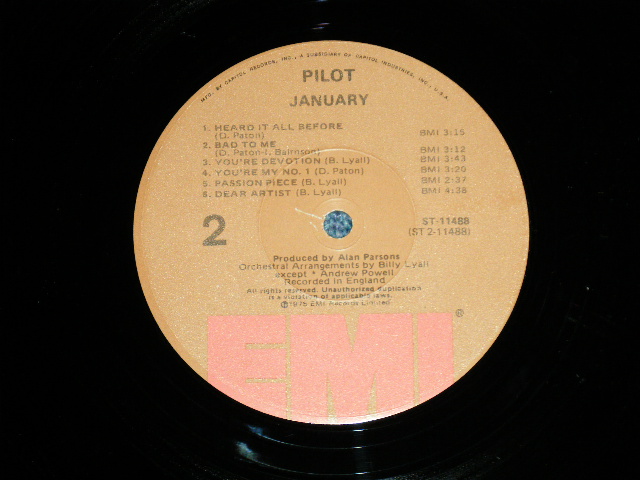 MFD. BY CAPITOL RECORDS, INC., A SUBSIDIARY OF CAPITOL INDUSTRIES, INC., U.S.A.
PILOT
JANUARY
1. HEARD IT ALL BEFORE
(D. Paton) BMI 3:15
2. BAD TO ME
(D. Paton-I. Bairnson) BMI 3:12
3. YOU'RE DEVOTION (B. Lyall) BMI 3:43
4. YOU'RE MY NO. 1 (D. Paton) BMI 3:20
5. PASSION PIECE (B. Lyall) BMI 2:37
6. DEAR ARTIST (B. Lyall) BMI 4:38
2
ST-11488
(ST 2-11488)
Produced by Alan Parsons
Orchestral Arrangements by Billy Lyall
except * Andrew Powell
Recorded in England
All rights reserved. Unauthorized duplication
is a violation of applicable laws.
℗1975 EMI Records Limited
EMI®